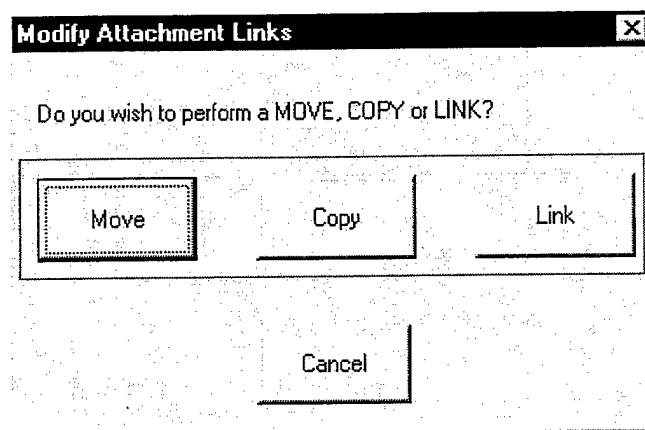 Modify Attachment Links
Do you wish to perform a MOVE, COPY or LINK?
Move Copy Link
Cancel